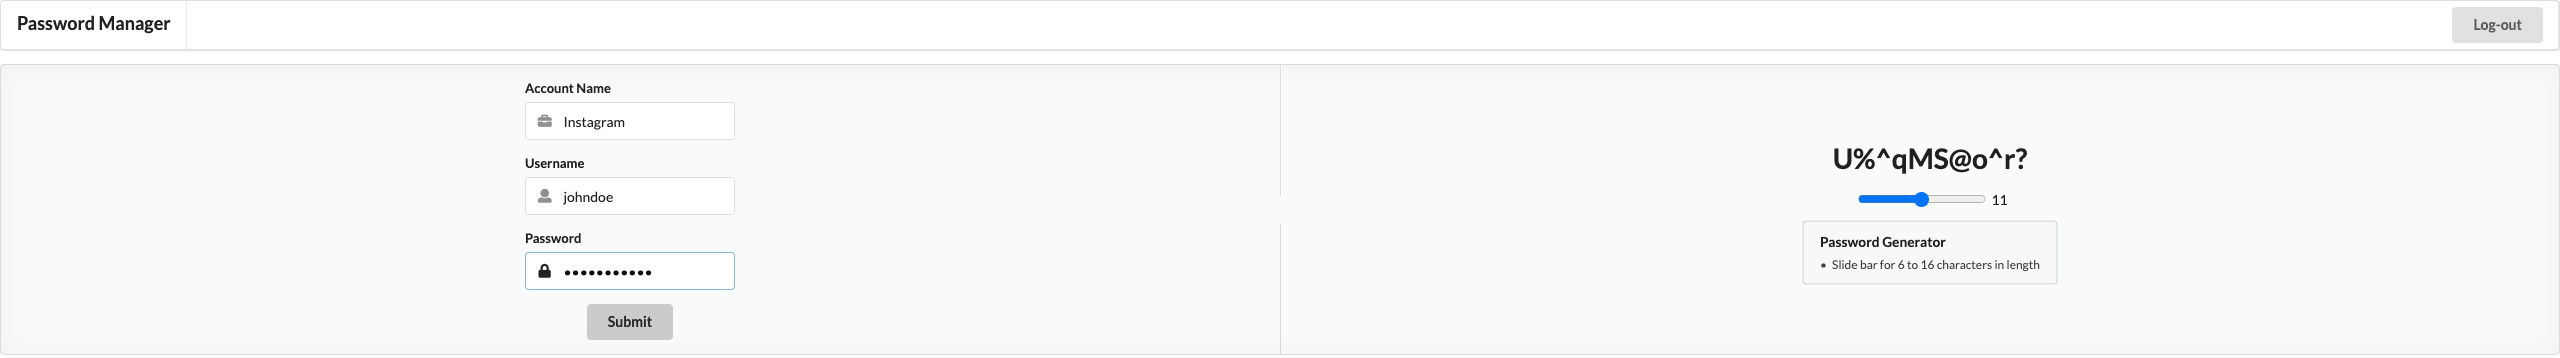 Password Manager
Log-out
Account Name
Instagram
Username
johndoe
Password
•••••••••••
Submit
U%^qMS@o^r?
11
Password Generator
• Slide bar for 6 to 16 characters in length